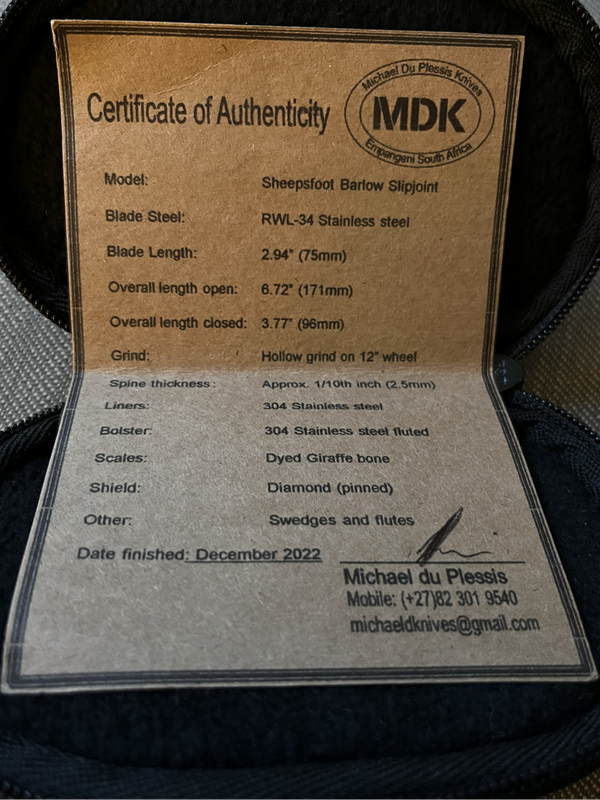 Certificate of Authenticity
Michael Du Plessis Knives
MDK
Empangeni South Africa
Model: Sheepsfoot Barlow Slipjoint
Blade Steel: RWL-34 Stainless steel
Blade Length: 2.94" (75mm)
Overall length open: 6.72" (171mm)
Overall length closed: 3.77" (96mm)
Grind: Hollow grind on 12" wheel
Spine thickness: Approx. 1/10th inch (2.5mm)
Liners: 304 Stainless steel
Bolster: 304 Stainless steel fluted
Scales: Dyed Giraffe bone
Shield: Diamond (pinned)
Other: Swedges and flutes
Date finished: December 2022
Michael du Plessis
Mobile: (+27)82 301 9540
michaeldknives@gmail.com